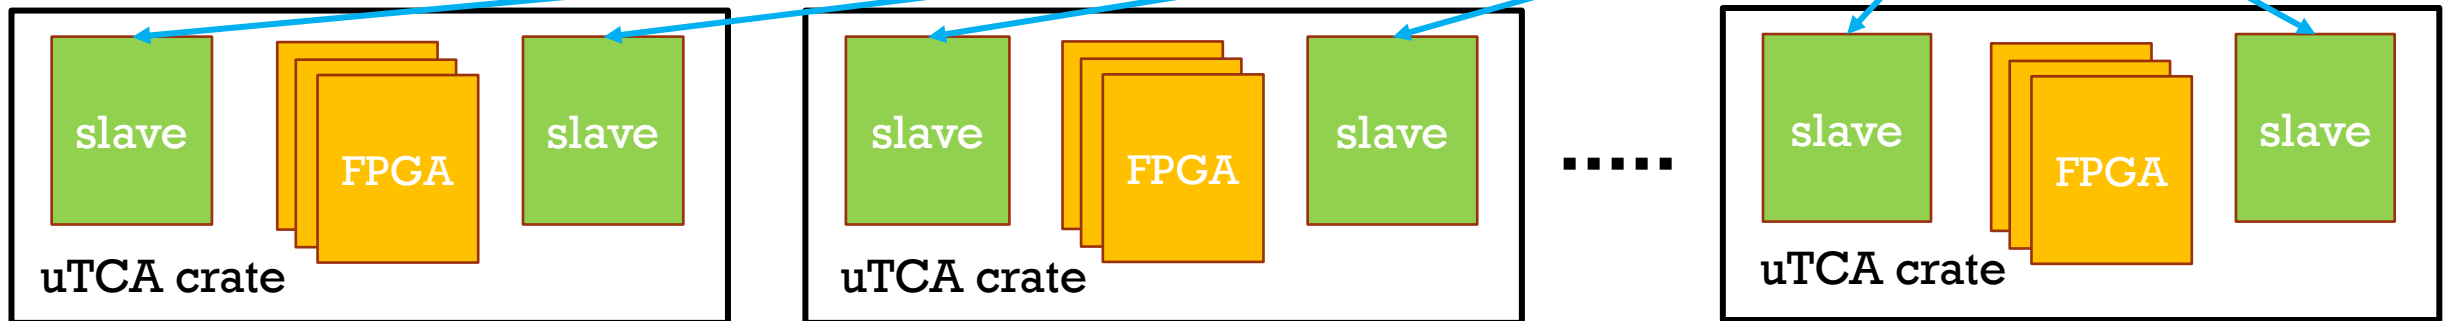 slave
FPGA
slave
uTCA crate
slave
FPGA
slave
uTCA crate
......
slave
FPGA
slave
uTCA crate